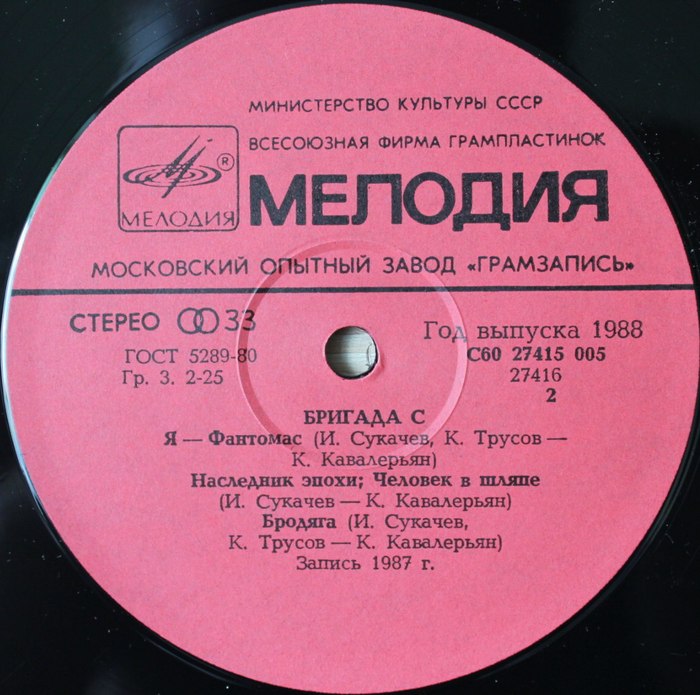 МИНИСТЕРСТВО КУЛЬТУРЫ СССР
ВСЕСОЮЗНАЯ ФИРМА ГРАМПЛАСТИНОК
®
МЕЛОДИЯ
МЕЛОДИЯ
МОСКОВСКИЙ ОПЫТНЫЙ ЗАВОД «ГРАМЗАПИСЬ»
СТЕРЕО 33
Год выпуска 1988
ГОСТ 5289-80
С60 27415 005
Гр. 3. 2-25
27416
2
БРИГАДА С
Я — Фантомас (И. Сукачев, К. Трусов —
К. Кавалерьян)
Наследник эпохи; Человек в шляпе
(И. Сукачев — К. Кавалерьян)
Бродяга (И. Сукачев,
К. Трусов — К. Кавалерьян)
Запись 1987 г.